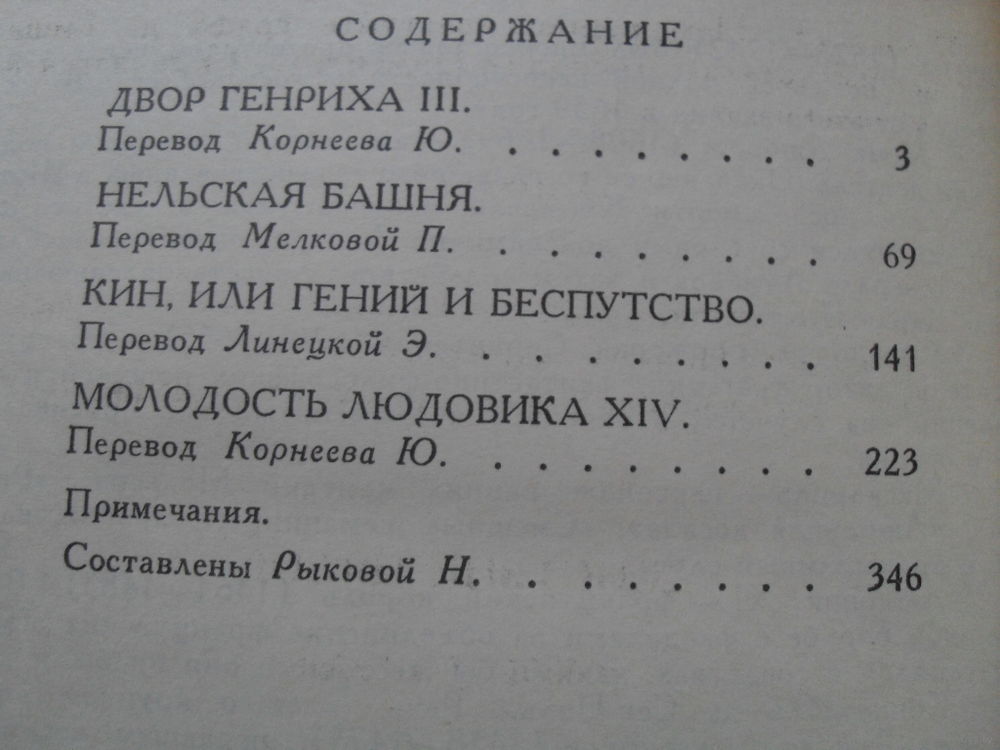 СОДЕРЖАНИЕ
ДВОР ГЕНРИХА III.
Перевод Корнеева Ю. . . . . . . . . 3
НЕЛЬСКАЯ БАШНЯ.
Перевод Мелковой П. . . . . . . . . 69
КИН, ИЛИ ГЕНИЙ И БЕСПУТСТВО.
Перевод Линецкой Э. . . . . . . . . . 141
МОЛОДОСТЬ ЛЮДОВИКА XIV.
Перевод Корнеева Ю. . . . . . . . . 223
Примечания.
Составлены Рыковой Н. . . . . . . . 346